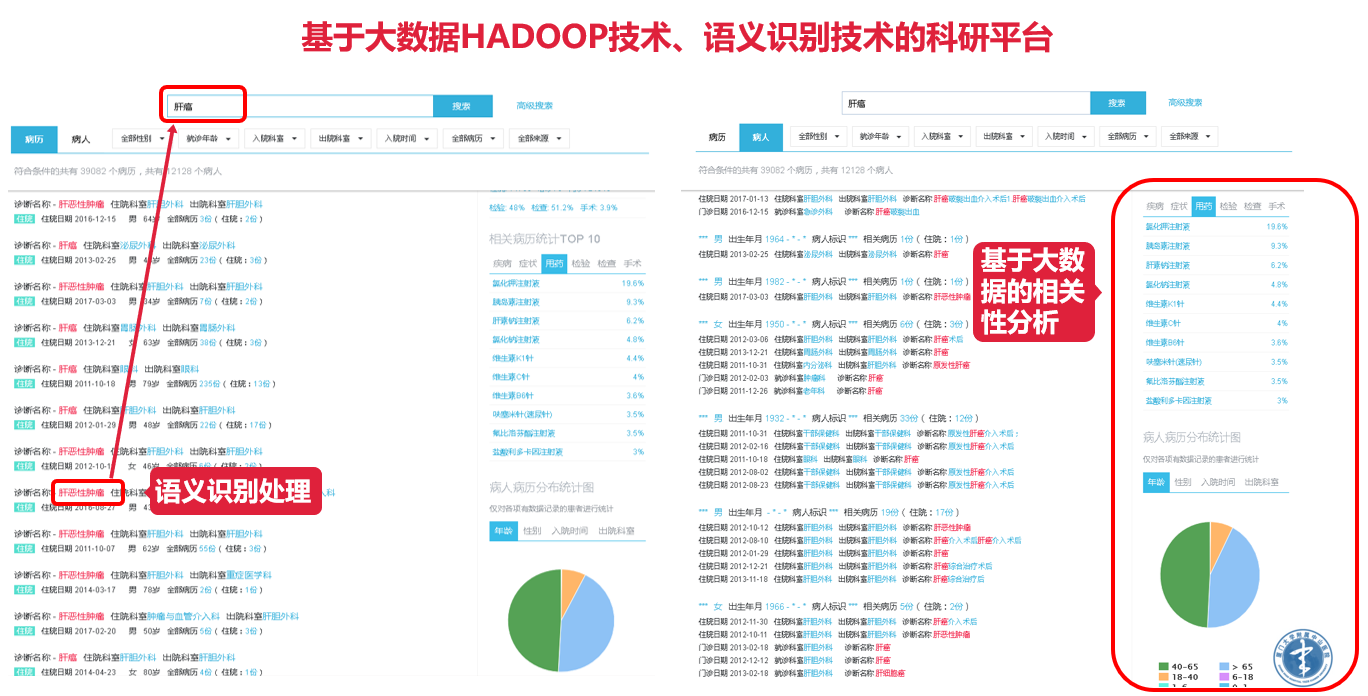 基于大数据HADOOP技术、语义识别技术的科研平台
肝癌
搜索
高级搜索
病历
病人
全部性别
就诊年龄
入院科室
出院科室
入院时间
全部病历
全部来源
符合条件的共有 39082 个病历，共有 12128 个病人
诊断名称 - 肝恶性肿瘤 住院科室肝胆外科 出院科室肝胆外科
住院 住院日期 2016-12-15 男 64岁 全部病历 3份 ( 住院：2份 )
诊断名称 - 肝癌 住院科室泌尿外科 出院科室泌尿外科
住院 住院日期 2013-02-25 男 4 岁 全部病历 23份 ( 住院：3份 )
诊断名称 - 肝恶性肿瘤 住院科室肝胆外科 出院科室肝胆外科
住院 住院日期 2017-03-03 男 34岁 全部病历 7份 ( 住院：2份 )
诊断名称 - 肝癌 住院科室胃肠外科 出院科室胃肠外科
住院 住院日期 2013-12-21 女 63岁 全部病历 38份 ( 住院：3份 )
诊断名称 - 肝癌 住院科室眼科 出院科室眼科
住院 住院日期 2011-10-18 男 79岁 全部病历 235份 ( 住院：13份 )
诊断名称 - 肝癌 住院科室肝胆外科 出院科室肝胆外科
住院 住院日期 2012-01-29 男 48岁 全部病历 22份 ( 住院：17份 )
诊断名称 - 肝恶性肿瘤 住院科室肝胆外科 出院科室肝胆外科
住院 住院日期 2012-10-1 女 46岁 全部病历
诊断名称 - 肝恶性肿瘤 住院科
住院 住院日期 2016-08-27 男
语义识别处理
诊断名称 - 肝恶性肿瘤 住院科室肝胆外科 出院科室肝胆外科
住院 住院日期 2011-10-07 男 62岁 全部病历 55份 ( 住院：3份 )
诊断名称 - 肝恶性肿瘤 住院科室肝胆外科 出院科室重症医学科
住院 住院日期 2014-03-17 男 78岁 全部病历 2份 ( 住院：1份 )
诊断名称 - 肝恶性肿瘤 住院科室肿瘤与血管介入科 出院科室肝胆外科
住院 住院日期 2017-02-20 男 50岁 全部病历 5份 ( 住院：3份 )
诊断名称 - 肝癌 住院科室肝胆外科 出院科室肝胆外科
住院 住院日期 2014-04-23 女 80岁 全部病历 4份 ( 住院：1份 )
检验: 48% 检查: 51.2% 手术: 3.9%
相关病历统计TOP 10
疾病 症状 用药 检验 检查 手术
氯化钾注射液 19.6%
胰岛素注射液 9.3%
肝素钠注射液 6.2%
氯化钠注射液 4.8%
维生素K1针 4.4%
维生素C针 4%
维生素B6针 3.6%
呋塞米针(速尿针) 3.5%
氟比洛芬酯注射液 3.5%
盐酸利多卡因注射液 3%
病人病历分布统计图
仅对各项有数据记录的患者进行统计
年龄 性别 入院时间 出院科室
肝癌
搜索
高级搜索
病历
病人
全部性别
就诊年龄
入院科室
出院科室
入院时间
全部病历
全部来源
符合条件的共有 39082 个病历，共有 12128 个病人
住院日期 2017-01-13 住院科室肝胆外科 出院科室肝胆外科 诊断名称 肝癌破裂出血介入术后1.肝癌破裂出血介入术后
门诊日期 2016-12-15 就诊科室急诊外科 诊断名称 肝癌破裂出血
*** 男 出生年月 1964 - * - * 病人标识 *** 相关病历 1份 ( 住院：1份 )
住院日期 2013-02-25 住院科室泌尿外科 出院科室泌尿外科 诊断名称 肝癌
*** 男 出生年月 1982 - * - * 病人标识 *** 相关病历 1份 ( 住院：1份 )
住院日期 2017-03-03 住院科室肝胆外科 出院科室肝胆外科 诊断名称 肝恶性肿瘤
*** 女 出生年月 1950 - * - * 病人标识 *** 相关病历 6份 ( 住院：3份 )
住院日期 2012-03-06 住院科室肝胆外科 出院科室肝胆外科 诊断名称 肝癌术后
住院日期 2013-12-21 住院科室胃肠外科 出院科室胃肠外科 诊断名称 肝癌
住院日期 2011-10-31 住院科室内分泌科 出院科室肝胆外科 诊断名称 原发性肝癌
门诊日期 2012-02-03 就诊科室肿瘤科 诊断名称 肝癌
门诊日期 2011-12-26 就诊科室老年科 诊断名称 肝癌
*** 男 出生年月 1932 - * - * 病人标识 *** 相关病历 33份 ( 住院：12份 )
住院日期 2011-10-31 住院科室干部保健科 出院科室干部保健科 诊断名称 原发性肝癌介入术后；
住院日期 2012-02-16 住院科室干部保健科 出院科室干部保健科 诊断名称 原发性肝癌介入术后
住院日期 2011-10-18 住院科室眼科 出院科室眼科 诊断名称 肝癌
住院日期 2012-08-02 住院科室干部保健科 出院科室干部保健科 诊断名称 原发性肝癌介入术后
住院日期 2012-08-23 住院科室干部保健科 出院科室干部保健科 诊断名称 原发性肝癌介入术后
*** 男 出生年月 - * - * 病人标识 *** 相关病历 19份 ( 住院：17份 )
住院日期 2012-10-12 住院科室肝胆外科 出院科室肝胆外科 诊断名称 肝恶性肿瘤
住院日期 2012-08-10 住院科室肝胆外科 出院科室肝胆外科 诊断名称 肝癌介入术后肝癌介入术后
住院日期 2012-01-29 住院科室肝胆外科 出院科室肝胆外科 诊断名称 肝癌
住院日期 2012-12-21 住院科室肝胆外科 出院科室肝胆外科 诊断名称 肝癌综合治疗术后
住院日期 2013-11-18 住院科室肝胆外科 出院科室肝胆外科 诊断名称 肝癌综合治疗后
*** 女 出生年月 1966 - * - * 病人标识 *** 相关病历 5份 ( 住院：2份 )
住院日期 2012-11-30 住院科室肝胆外科 出院科室肝胆外科 诊断名称 肝癌介入术后
住院日期 2012-10-11 住院科室肝胆外科 出院科室肝胆外科 诊断名称 肝恶性肿瘤
门诊日期 2013-02-18 就诊科室肝胆外科 诊断名称 肝癌
门诊日期 2012-12-12 就诊科室肝胆外科 诊断名称 肝癌
门诊日期 2013-02-18 就诊科室肝胆外科 诊断名称 肝细胞癌
基于大数
据的相关
性分析
疾病 症状 用药 检验 检查 手术
氯化钾注射液 19.6%
胰岛素注射液 9.3%
肝素钠注射液 6.2%
氯化钠注射液 4.8%
维生素K1针 4.4%
维生素C针 4%
维生素B6针 3.6%
呋塞米针(速尿针) 3.5%
氟比洛芬酯注射液 3.5%
盐酸利多卡因注射液 3%
病人病历分布统计图
仅对各项有数据记录的患者进行统计
年龄 性别 入院时间 出院科室
40-65 > 65
18-40 6-18
厦门大学附属中山医院